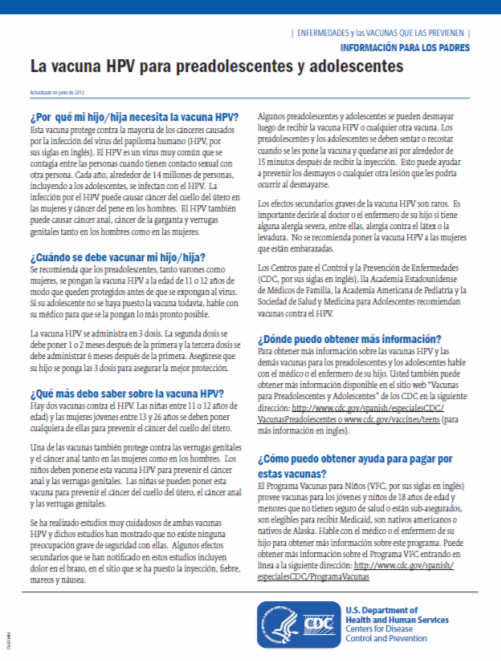 | ENFERMEDADES y las VACUNAS QUE LAS PREVIENEN |
INFORMACIÓN PARA LOS PADRES
La vacuna HPV para preadolescentes y adolescentes
Actualizado en junio de 2012
¿Por qué mi hijo/hija necesita la vacuna HPV?
Esta vacuna protege contra la mayoría de los cánceres causados
por la infección del virus del papiloma humano (HPV, por
sus siglas en inglés). El HPV es un virus muy común que se
contagia entre las personas cuando tienen contacto sexual con
otra persona. Cada año, alrededor de 14 millones de personas,
incluyendo a los adolescentes, se infectan con el HPV. La
infección por el HPV puede causar cáncer del cuello del útero en
las mujeres y cáncer del pene en los hombres. El HPV también
puede causar cáncer anal, cáncer de la garganta y verrugas
genitales tanto en los hombres como en las mujeres.
¿Cuándo se debe vacunar mi hijo/hija?
Se recomienda que los preadolescentes, tanto varones como
mujeres, se pongan la vacuna HPV a la edad de 11 o 12 años de
modo que queden protegidos antes de que se expongan al virus.
Si su adolescente no se haya puesto la vacuna todavía, hable con
su médico para que se la pongan lo más pronto posible.
La vacuna HPV se administra en 3 dosis. La segunda dosis se
debe poner 1 o 2 meses después de la primera y la tercera dosis se
debe administrar 6 meses después de la primera. Asegúrese que
su hijo se ponga las 3 dosis para asegurar la mejor protección.
¿Qué más debo saber sobre la vacuna HPV?
Hay dos vacunas contra el HPV. Las niñas entre 11 o 12 años de
edad) y las mujeres jóvenes entre 13 y 26 años se deben poner
cualquiera de ellas para prevenir el cáncer del cuello del útero.
Una de las vacunas también protege contra las verrugas genitales
y el cáncer anal tanto en las mujeres como en los hombres. Los
niños deben ponerse esta vacuna HPV para prevenir el cáncer
anal y las verrugas genitales. Las niñas se pueden poner esta
vacuna para prevenir el cáncer del cuello del útero, el cáncer anal
y las verrugas genitales.
Se ha realizado estudios muy cuidadosos de ambas vacunas
HPV y dichos estudios han mostrado que no existe ninguna
preocupación grave de seguridad con ellas. Algunos efectos
secundarios que se han notificado en estos estudios incluyen
dolor en el brazo, en el sitio que se ha puesto la inyección, fiebre,
mareos y náusea.
Algunos preadolescentes y adolescentes se pueden desmayar
luego de recibir la vacuna HPV o cualquier otra vacuna. Los
preadolescentes y los adolescentes se deben sentar o recostar
cuando se les pone la vacuna y quedarse así por alrededor de
15 minutos después de recibir la inyección. Esto puede ayudar
a prevenir los desmayos o cualquier otra lesión que les podría
ocurrir al desmayarse.
Los efectos secundarios graves de la vacuna HPV son raros. Es
importante decirle al doctor o el enfermero de su hijo si tiene
alguna alergia severa, entre ellas, alergia contra el látex o la
levadura. No se recomienda poner la vacuna HPV a las mujeres
que están embarazadas.
Los Centros pare el Control y la Prevención de Enfermedades
(CDC, por sus siglas en inglés), lla Academia Estadounidense
de Médicos de Familia, la Academia Americana de Pediatría y la
Sociedad de Salud y Medicina para Adolescentes recomiendan
vacunas contra el HPV.
¿Dónde puedo obtener más información?
Para obtener más información sobre las vacunas HPV y las
demás vacunas para los preadolescentes y los adolescentes hable
con el médico o el enfermero de su hijo. Usted también puede
obtener más información disponible en el sitio web "Vacunas
para Preadolescentes y Adolescentes" de los CDC en la siguiente
dirección: http://www.cdc.gov/spanish/especialesCDC/
VacunasPreadolescentes o www.cdc.gov/vaccines/teens (para
más información en ingles).
¿Cómo puedo obtener ayuda para pagar por
estas vacunas?
El Programa Vacunas para Niños (VFC, por sus siglas en inglés)
provee vacunas para los jóvenes y niños de 18 años de edad y
menores que no tienen seguro de salud o están sub-asegurados,
son elegibles para recibir Medicaid, son nativos americanos o
nativos de Alaska. Hable con el médico o el enfermero de su
hijo para obtener más información sobre este programa. Puede
obtener más información sobre el Programa VFC entrando en
línea a la siguiente dirección: http://www.cdc.gov/spanish/
especialesCDC/ProgramaVacunas
CDC
U.S. Department of
Health and Human Services
Centers for Disease
Control and Prevention